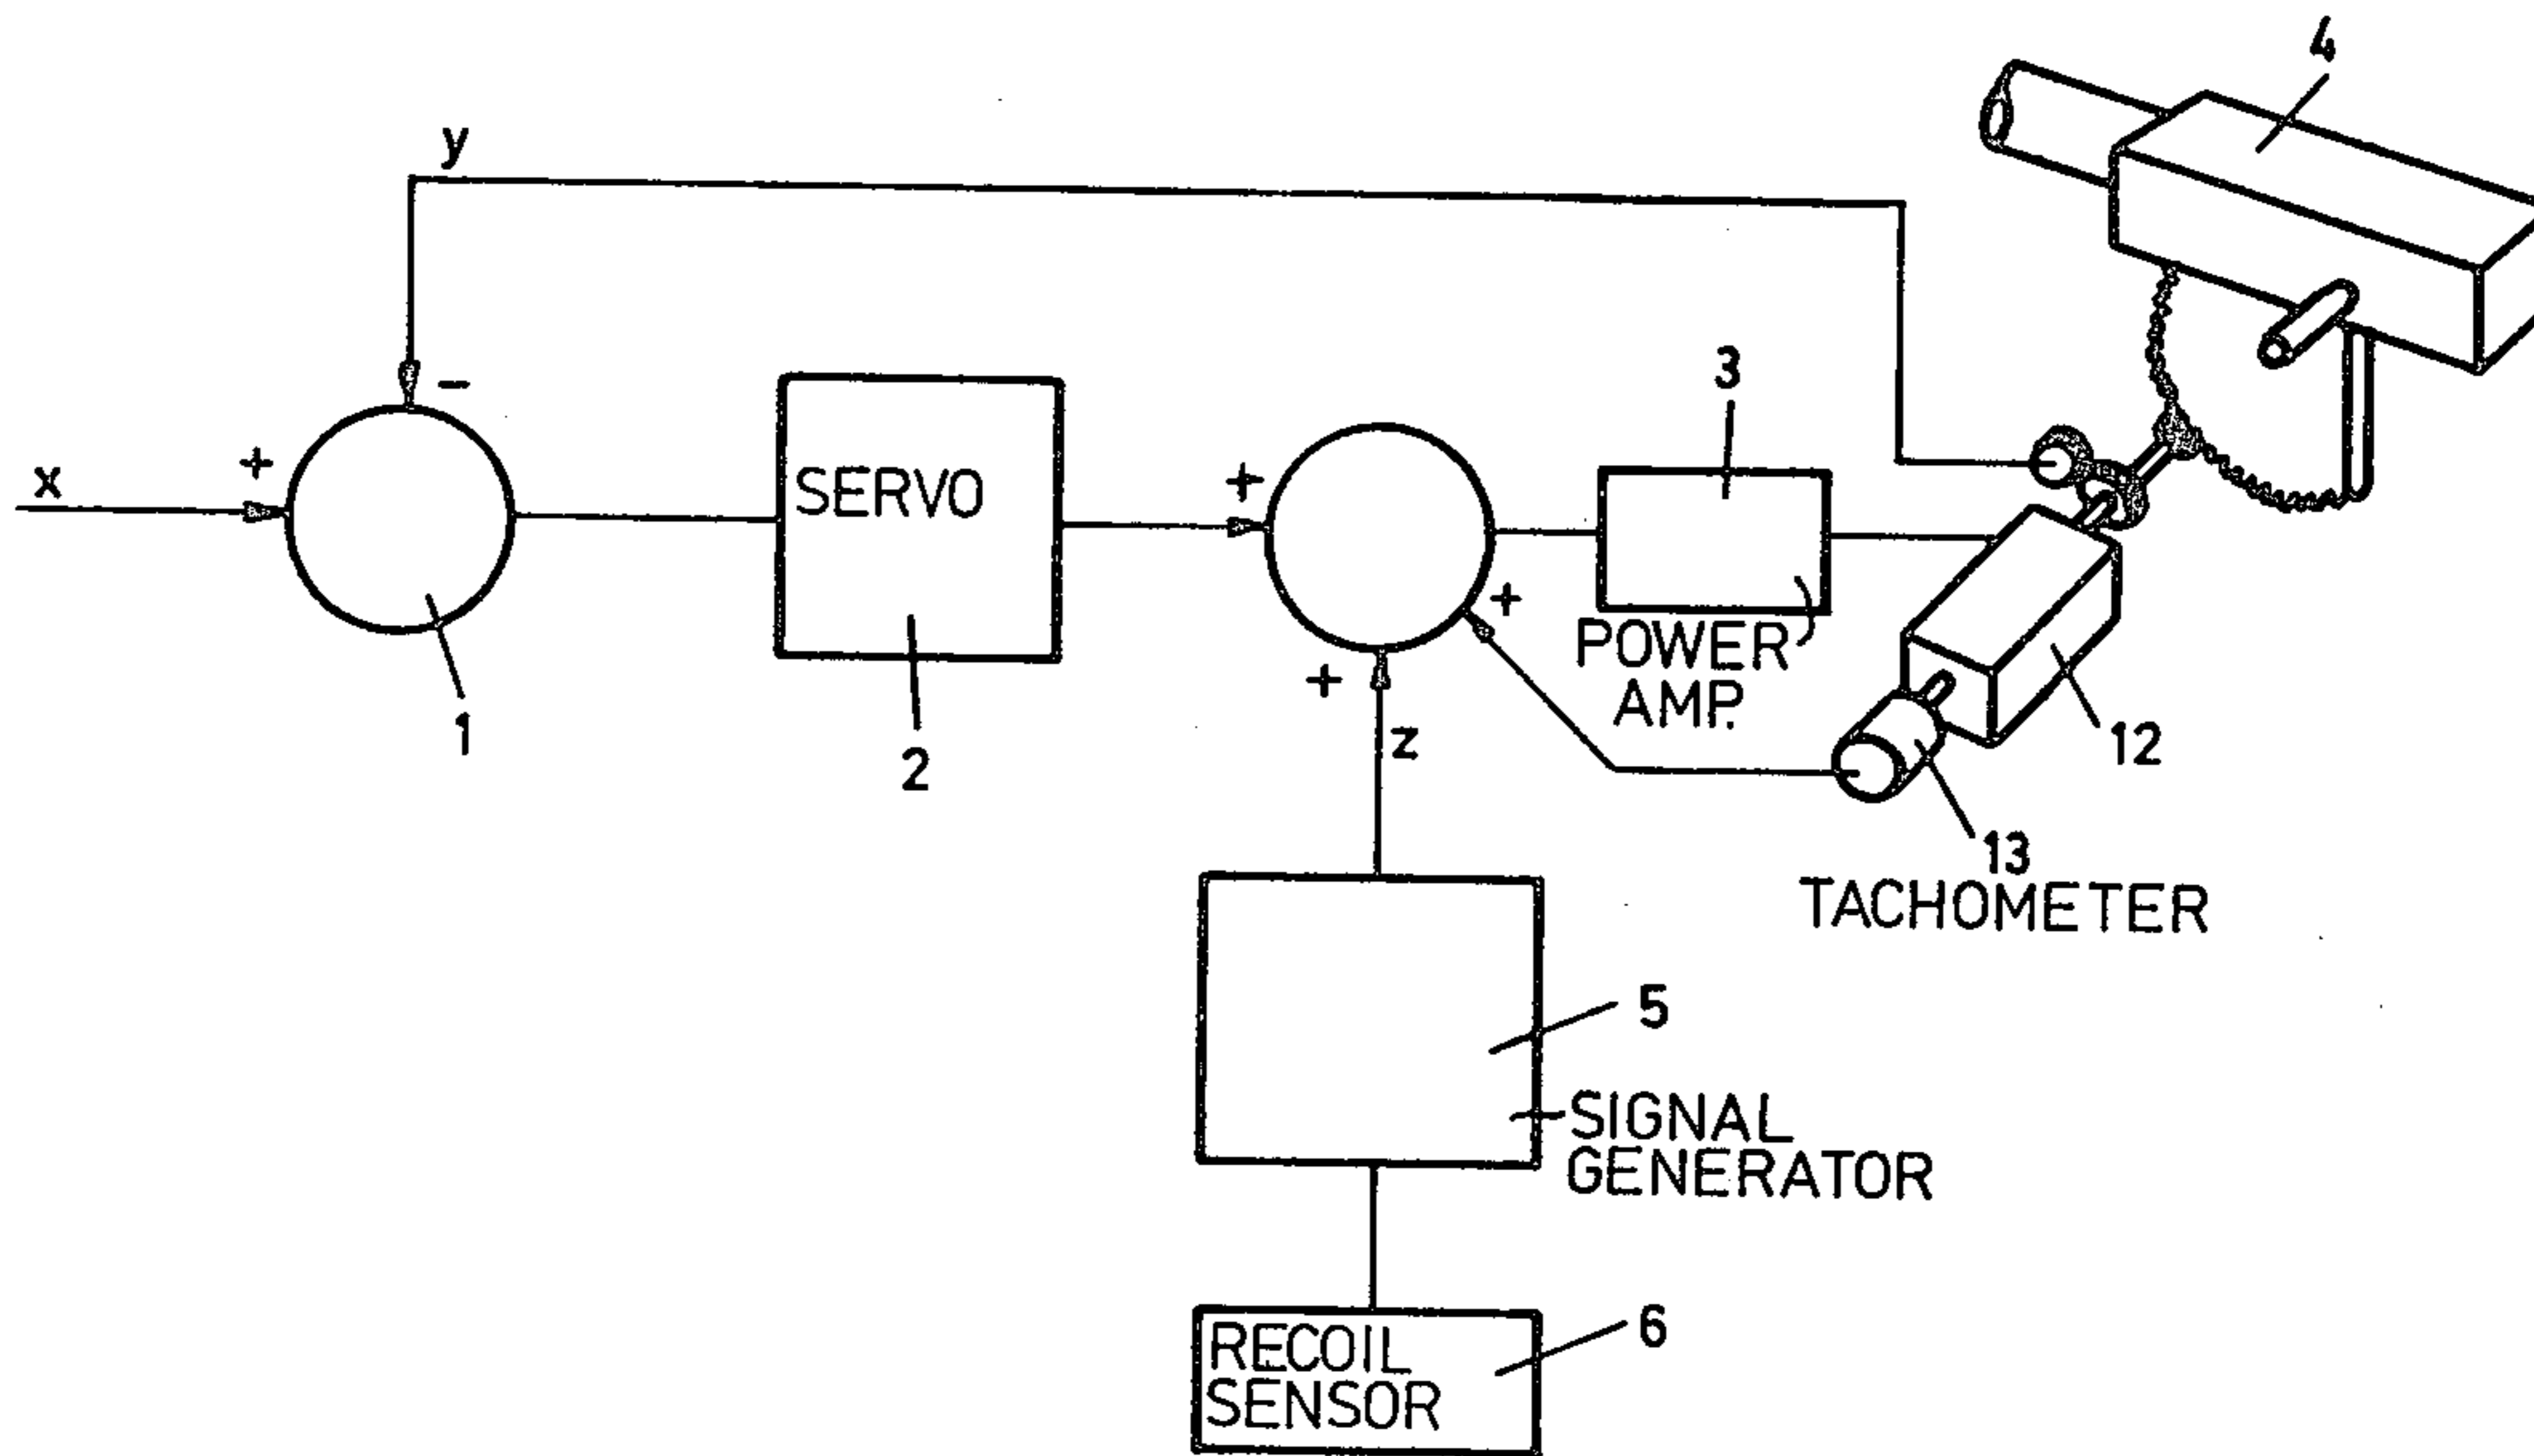 4
y
-
3
+
x
SERVO
+
+
POWER
AMP.
+
z
1
2
12
13
TACHOMETER
5
SIGNAL
GENERATOR
6
RECOIL
SENSOR